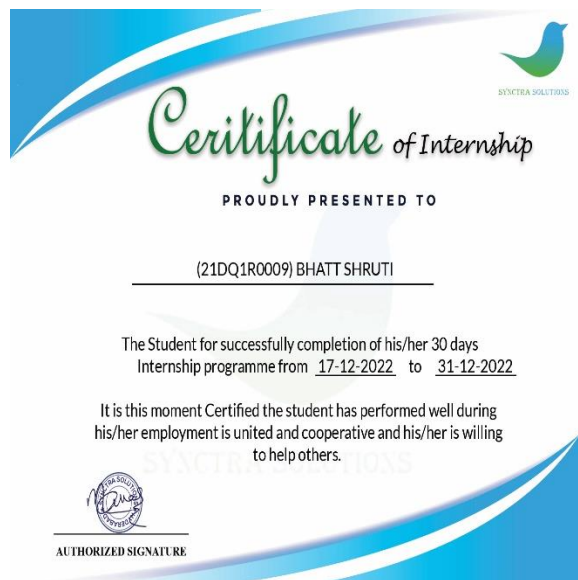 SYNCTRA SOLUTIONS
Ceritificate of Internship
PROUDLY PRESENTED TO
(21DQ1R0009) BHATT SHRUTI
The Student for successfully completion of his/her 30 days
Internship programme from 17-12-2022 to 31-12-2022
It is this moment Certified the student has performed well during
his/her employment is united and cooperative and his/her is willing
to help others.
SYNCTRA SOLUTIONS
AUTHORIZED SIGNATURE